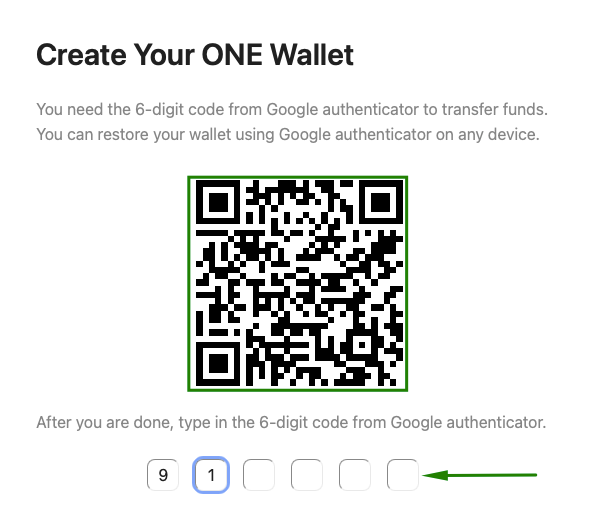 Create Your ONE Wallet
You need the 6-digit code from Google authenticator to transfer funds.
You can restore your wallet using Google authenticator on any device.
After you are done, type in the 6-digit code from Google authenticator.
9 1